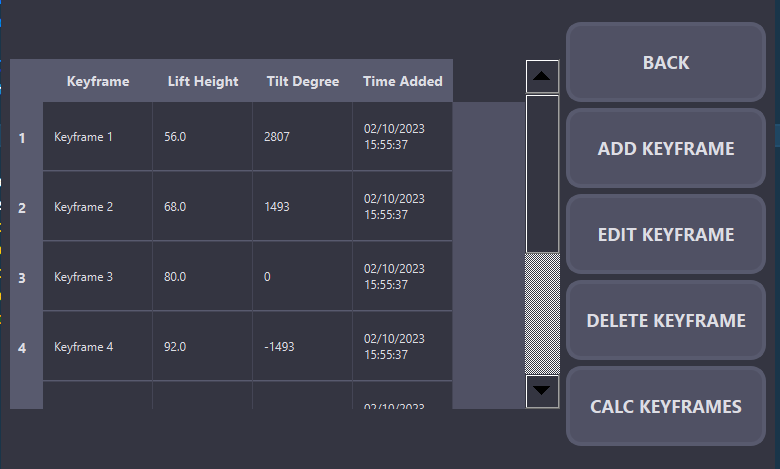 BACK
Keyframe Lift Height Tilt Degree Time Added
1 Keyframe 1 56.0 2807 02/10/2023
15:55:37
ADD KEYFRAME
2 Keyframe 2 68.0 1493 02/10/2023
15:55:37
EDIT KEYFRAME
3 Keyframe 3 80.0 0 02/10/2023
15:55:37
DELETE KEYFRAME
4 Keyframe 4 92.0 -1493 02/10/2023
15:55:37
CALC KEYFRAMES
02/10/2023